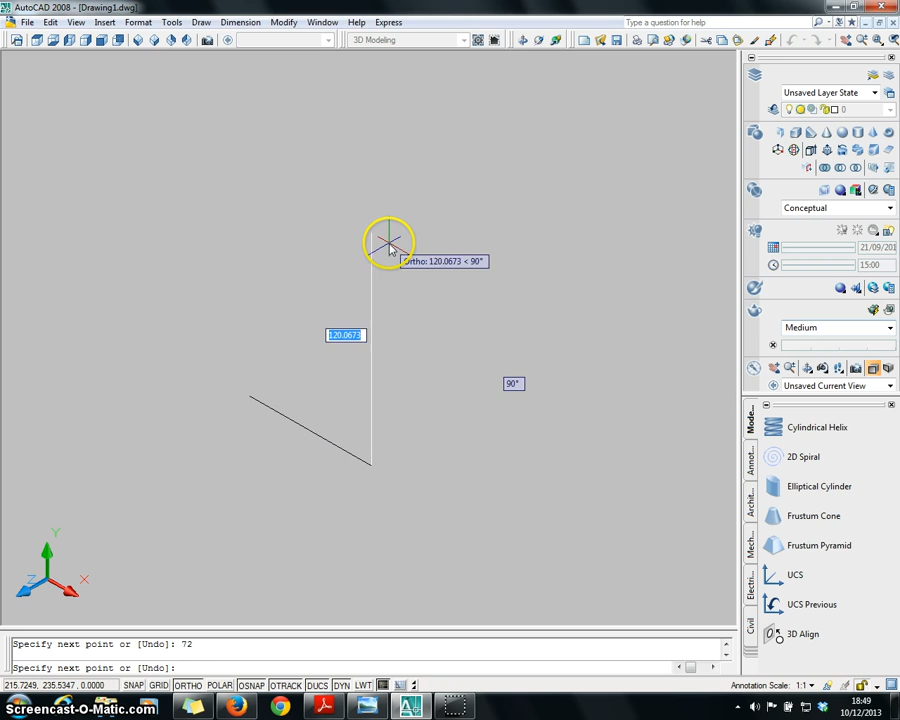 AutoCAD 2008 - [Drawing1.dwg]
File Edit View Insert Format Tools Draw Dimension Modify Window Help Express
Type a question for help
3D Modeling
Unsaved Layer State
0
Conceptual
21/09/201
15:00
Medium
Unsaved Current View
Ortho: 120.0673 < 90°
120.0673
90°
Mode...
Annot...
Archit...
Mech...
Electri...
Civil
Cylindrical Helix
2D Spiral
Elliptical Cylinder
Frustum Cone
Frustum Pyramid
UCS
UCS Previous
3D Align
Y
Z
X
Specify next point or [Undo]: 72
Specify next point or [Undo]:
215.7249, 235.5347, 0.0000 SNAP GRID ORTHO POLAR OSNAP OTRACK DUCS DYN LWT
Annotation Scale: 1:1
Screencast-O-Matic.com
18:49
10/12/2013